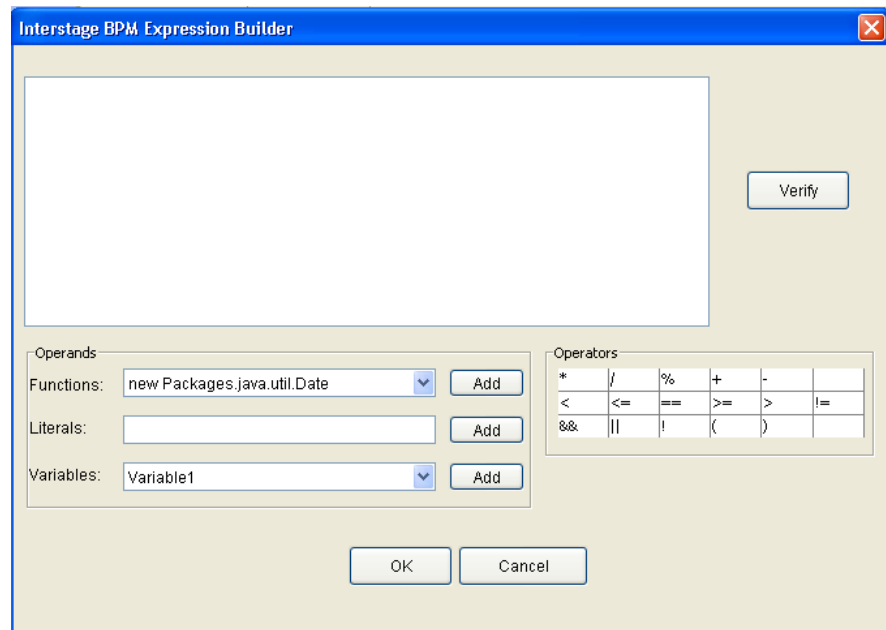 Interstage BPM Expression Builder
Verify
Operands
Functions: new Packages.java.util.Date Add
Literals: Add
Variables: Variable1 Add
Operators
* / % + -
< <= == >= > !=
&& || ! ( )
OK Cancel